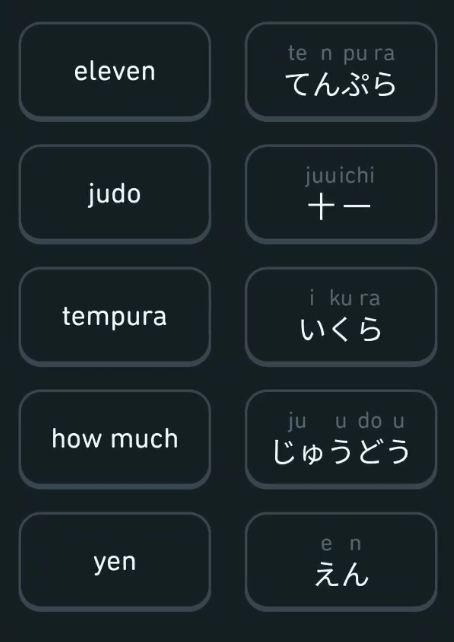 eleven
te n pu ra
てんぷら
judo
juuichi
十一
tempura
i ku ra
いくら
how much
ju u do u
じゅうどう
yen
e n
えん